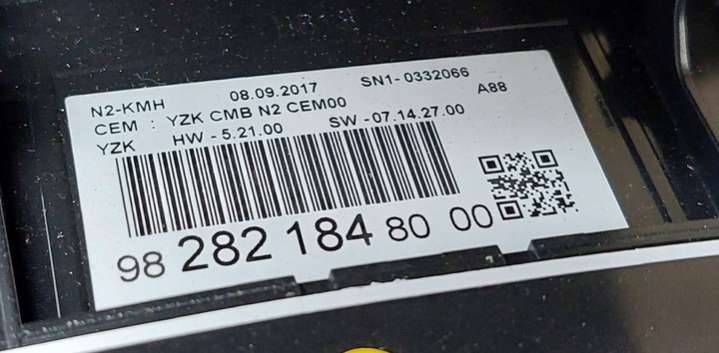 N2-KMH 08.09.2017 SN1-0332066
CEM : YZK CMB N2 CEM00 A88
YZK HW - 5.21.00 SW - 07.14.27.00
98 282 184 80 00